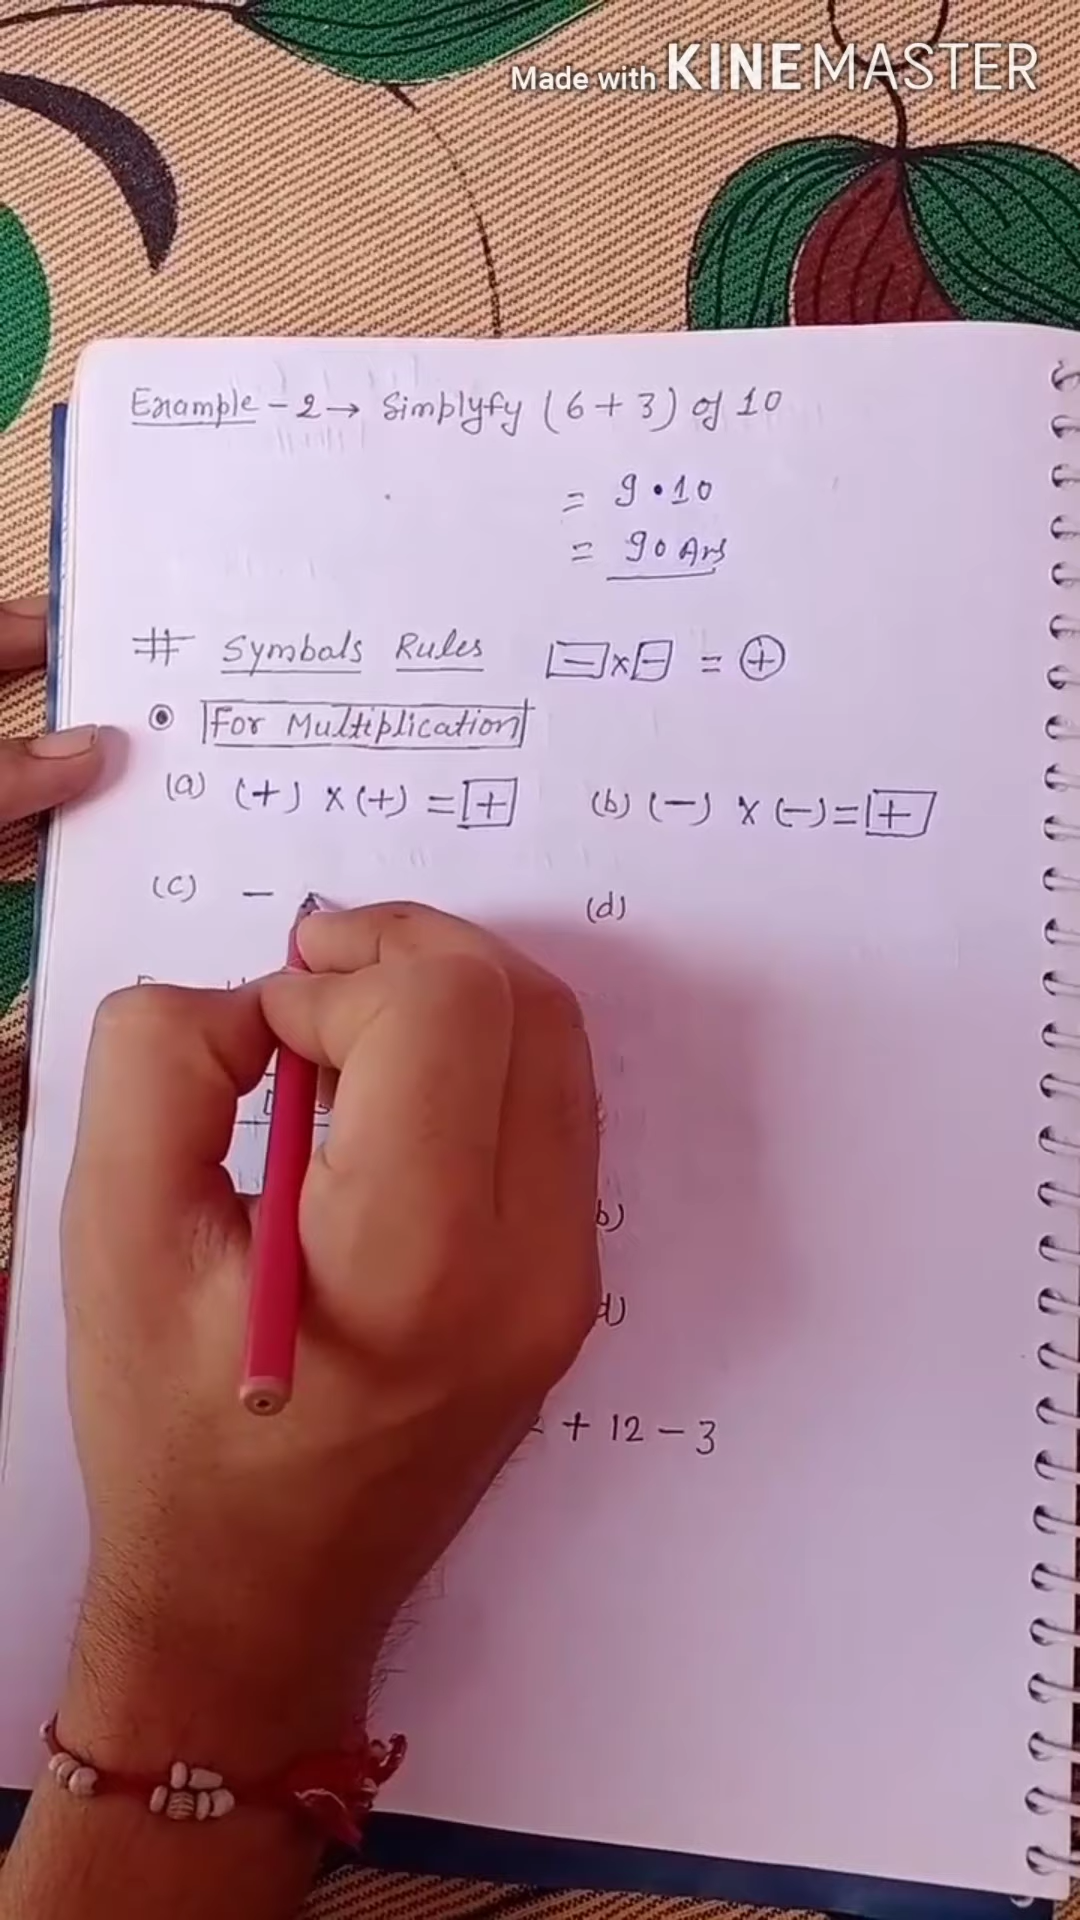 Made with KINEMASTER
Example - 2 → Simplyfy (6 + 3) of 10
= 9 • 10
= 90 Ans
# Symbals Rules [−] x [−] = (+)
For Multiplication
(a) (+) x (+) = [+] (b) (−) x (−) = [+]
(c) − (d)
b)
d)
+ 12 − 3